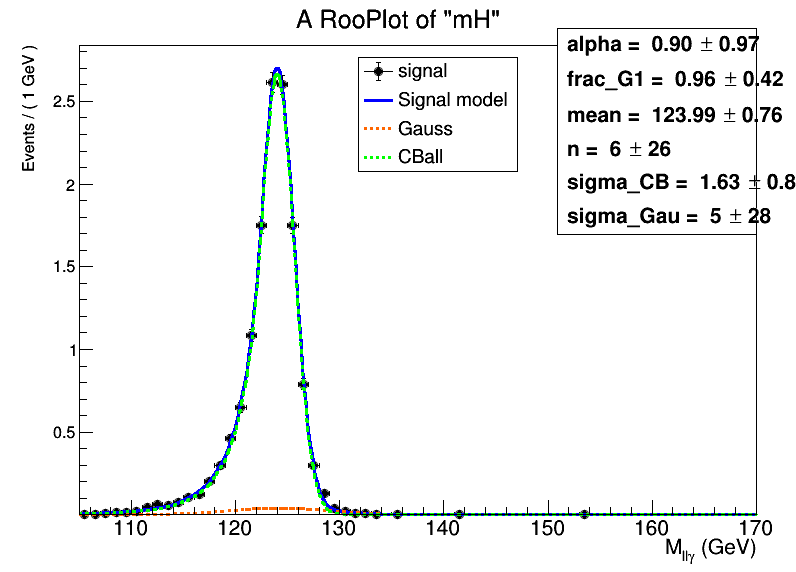 A RooPlot of "mH"
alpha = 0.90 ± 0.97
frac_G1 = 0.96 ± 0.42
mean = 123.99 ± 0.76
n = 6 ± 26
sigma_CB = 1.63 ± 0.8
sigma_Gau = 5 ± 28
signal
Signal model
Gauss
CBall
Events / ( 1 GeV )
2.5
2
1.5
1
0.5
110 120 130 140 150 160 170
M_llγ (GeV)